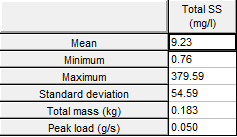 Total SS
(mg/l)
Mean 9.23
Minimum 0.76
Maximum 379.59
Standard deviation 54.59
Total mass (kg) 0.183
Peak load (g/s) 0.050